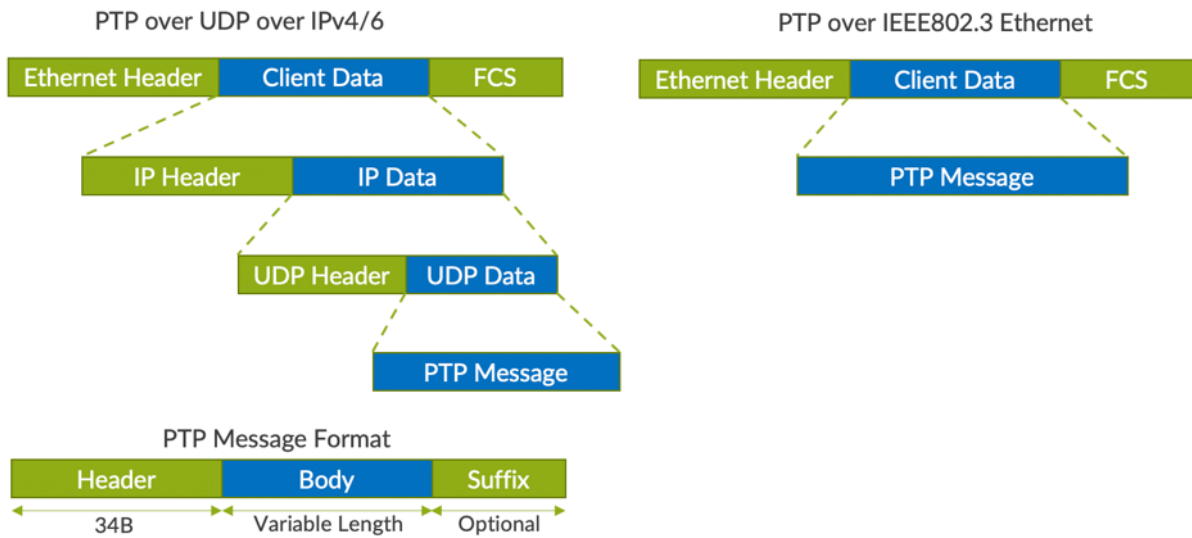 PTP over UDP over IPv4/6
PTP over IEEE802.3 Ethernet
Ethernet Header Client Data FCS
Ethernet Header Client Data FCS
IP Header IP Data
PTP Message
UDP Header UDP Data
PTP Message
PTP Message Format
Header Body Suffix
34B Variable Length Optional